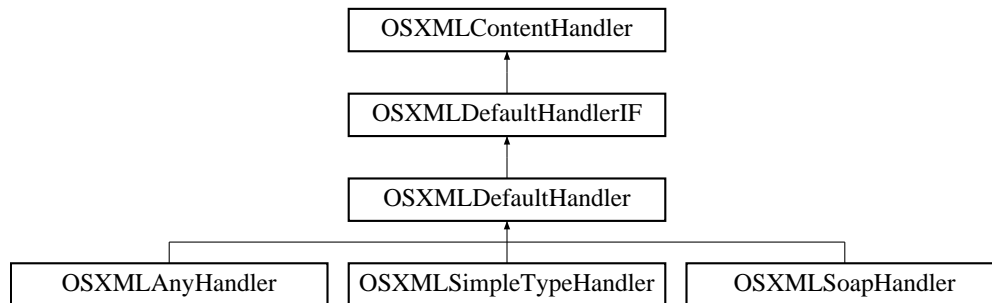 OSXMLContentHandler
OSXMLDefaultHandlerIF
OSXMLDefaultHandler
OSXMLAnyHandler OSXMLSimpleTypeHandler OSXMLSoapHandler